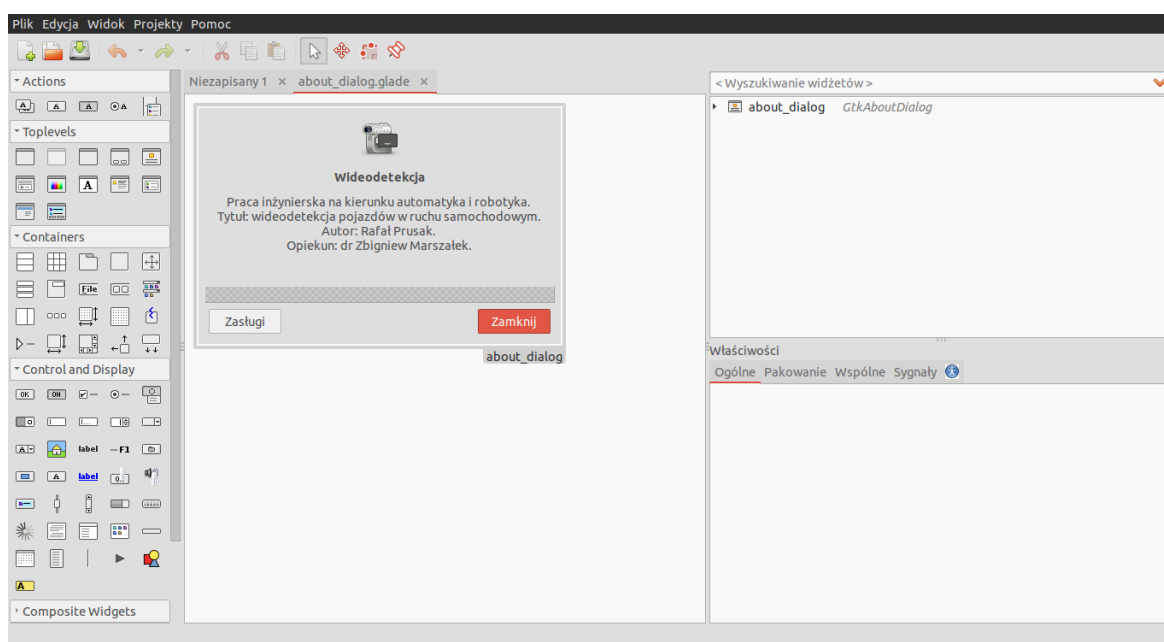 Plik Edycja Widok Projekty Pomoc
Actions
Toplevels
Containers
File
Control and Display
OK
ON
label
F1
label
Composite Widgets
Niezapisany 1
about_dialog.glade
Wideodetekcja
Praca inżynierska na kierunku automatyka i robotyka.
Tytuł: wideodetekcja pojazdów w ruchu samochodowym.
Autor: Rafał Prusak.
Opiekun: dr Zbigniew Marszałek.
Zasługi Zamknij
about_dialog
< Wyszukiwanie widżetów >
about_dialog GtkAboutDialog
Właściwości
Ogólne Pakowanie Wspólne Sygnały